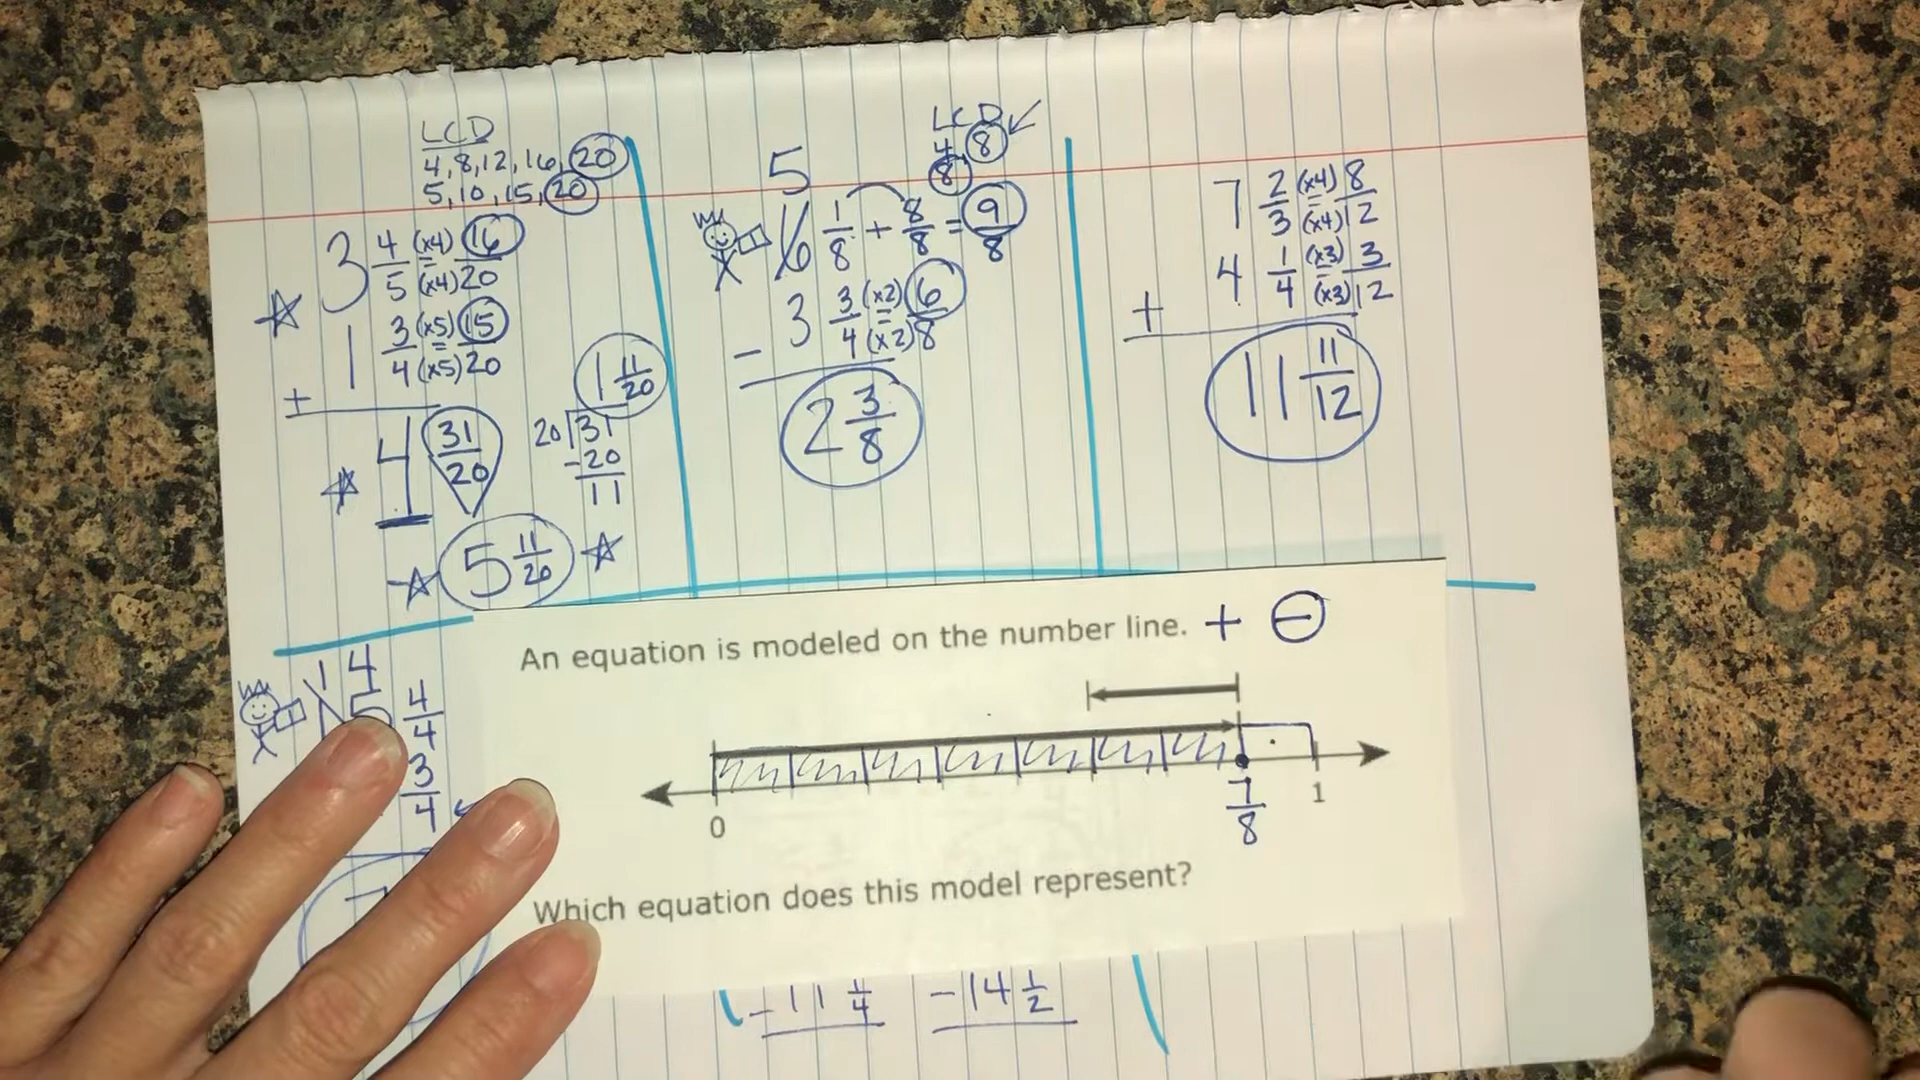 LCD
4, 8, 12, 16, 20
5, 10, 15, 20
3 4/5 (x4) = (x4) 16/20
+ 1 3/4 (x5) = (x5) 15/20
4 31/20
1 11/20
20 31
-20
11
5 11/20
LCD
4, 8
8
5
6 1/8 + 8/8 = 9/8
- 3 3/4 (x2) = (x2) 6/8
2 3/8
7 2/3 (x4) = (x4) 8/12
+ 4 1/4 (x3) = (x3) 3/12
11 11/12
An equation is modeled on the number line. + -
0
7/8
1
Which equation does this model represent?
14
15 4/4
3/4
- 11 1/4
- 14 1/2